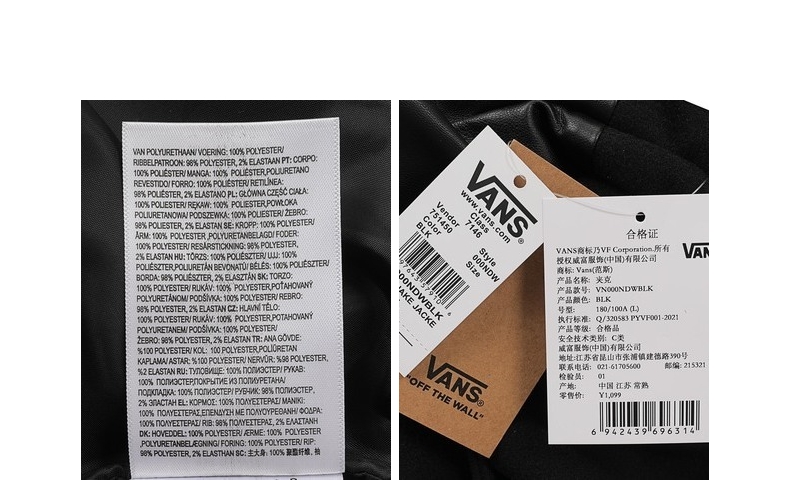 VAN POLYURETHAAN/ VOERING: 100% POLYESTER/
RIBBELPATROON: 98% POLYESTER, 2% ELASTAAN PT: CORPO:
100% POLIÉSTER/ MANGA: 100% POLIÉSTER,POLIURETANO
REVESTIDO/ FORRO: 100% POLIÉSTER/ RETILÍNEA:
98% POLIÉSTER, 2% ELASTANO PL: GŁÓWNA CZĘŚĆ CIAŁA:
100% POLIESTER/ RĘKAW: 100% POLIESTER,POWŁOKA
POLIURETANOWA/ PODSZEWKA: 100% POLIESTER/ ŻEBRO:
98% POLIESTER, 2% ELASTAN SE: KROPP: 100% POLYESTER/
ÄRM: 100% POLYESTER,POLYURETANBELAGD/ FODER:
100% POLYESTER/ RESÅRSTICKNING: 98% POLYESTER,
2% ELASTAN HU: TÖRZS: 100% POLIÉSZTER/ UJJ: 100%
POLIÉSZTER,POLIURETÁN BEVONATÚ/ BÉLÉS: 100% POLIÉSZTER/
BORDA: 98% POLIÉSZTER, 2% ELASZTÁN SK: TORZO:
100% POLYESTER/ RUKÁV: 100% POLYESTER,POŤAHOVANÝ
POLYURETÁNOM/ PODŠÍVKA: 100% POLYESTER/ REBRO:
98% POLYESTER, 2% ELASTAN CZ: HLAVNÍ TĚLO:
100% POLYESTER/ RUKÁV: 100% POLYESTER,POTAHOVANÝ
POLYURETANEM/ PODŠÍVKA: 100% POLYESTER/
ŽEBRO: 98% POLYESTER, 2% ELASTAN TR: ANA GÖVDE:
%100 POLYESTER/ KOL: 100 POLYESTER,POLİÜRETAN
KAPLAMA/ ASTAR: %100 POLYESTER/ NERVÜR: %98 POLYESTER,
%2 ELASTAN RU: ТУЛОВИЩЕ: 100% ПОЛИЭСТЕР/ РУКАВ:
100% ПОЛИЭСТЕР,ПОКРЫТИЕ ИЗ ПОЛИУРЕТАНА/
ПОДКЛАДКА: 100% ПОЛИЭСТЕР/ РУБЧИК: 98% ПОЛИЭСТЕР,
2% ЭЛАСТАН EL: ΚΟΡΜΟΣ: 100% ΠΟΛΥΕΣΤΕΡΑΣ/ ΜΑΝΙΚΙ:
100% ΠΟΛΥΕΣΤΕΡΑΣ,ΕΠΕΝΔΥΣΗ ΜΕ ΠΟΛΥΟΥΡΕΘΑΝΗ/ ΦΟΔΡΑ:
100% ΠΟΛΥΕΣΤΕΡΑΣ/ RIB: 98% ΠΟΛΥΕΣΤΕΡΑΣ, 2% ΕΛΑΣΤΑΝΗ
DK: HOVEDDEL: 100% POLYESTER/ ÆRME: 100% POLYESTER
,POLYURETANBELÆGNING/ FORING: 100% POLYESTER/ RIP:
98% POLYESTER, 2% ELASTHAN SC: 主大身: 100% 聚酯纤维, 袖
VANS
www.vans.com
Vendor Class
751450 7146
Color Style
BLK 000NDW
Size
00NDWBLK
AKE JACKE
VANS
"OFF THE WALL"
合格证
VANS商标乃VF Corporation.所有
授权威富服饰(中国)有限公司
商标: Vans(范斯)
产品名称: 夹克
产品款号: VN000NDWBLK
产品颜色: BLK
号型: 180/100A (L)
执行标准: Q/320583 PYVF001-2021
产品等级: 合格品
安全技术类别: C类
威富服饰(中国)有限公司
地址:江苏省昆山市张浦镇建德路390号
联系电话: 021-61705600 邮编: 215321
检验员: 01
产地: 中国 江苏 常熟
零售价: ¥1,099
6 942439 696314
VAN